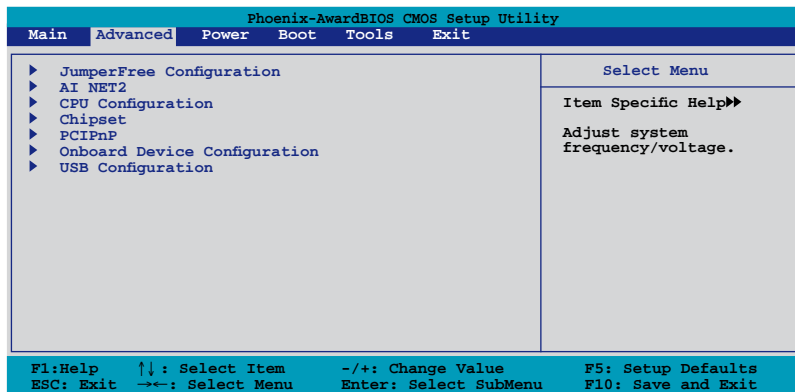 Phoenix-AwardBIOS CMOS Setup Utility
Main Advanced Power Boot Tools Exit
JumperFree Configuration
AI NET2
CPU Configuration
Chipset
PCIPnP
Onboard Device Configuration
USB Configuration
Select Menu
Item Specific Help▶▶
Adjust system
frequency/voltage.
F1:Help ↑↓ : Select Item -/+: Change Value F5: Setup Defaults
ESC: Exit →←: Select Menu Enter: Select SubMenu F10: Save and Exit